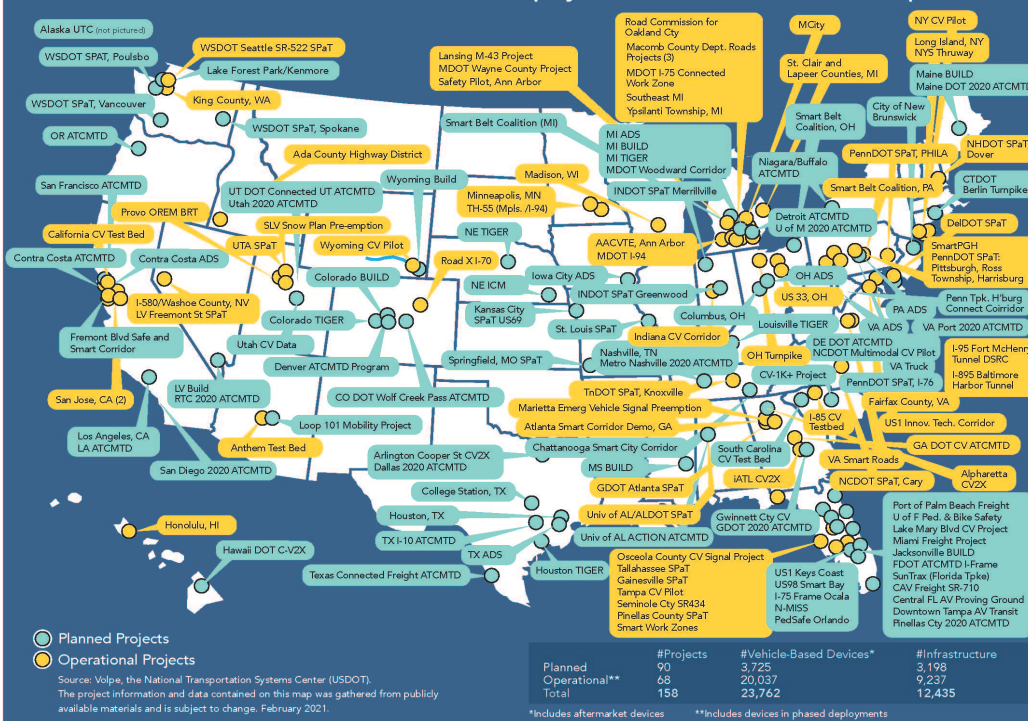 Alaska UTC (not pictured)
WSDOT SPAT, Poulsbo
WSDOT Seattle SR-522 SPaT
Lake Forest Park/Kenmore
King County, WA
WSDOT SPaT, Vancouver
OR ATCMTD
WSDOT SPaT, Spokane
Ada County Highway District
San Francisco ATCMTD
UT DOT Connected UT ATCMTD
Utah 2020 ATCMTD
Wyoming Build
Provo OREM BRT
SLV Snow Plan Pre-emption
California CV Test Bed
UTA SPaT
Wyoming CV Pilot
Contra Costa ATCMTD
Contra Costa ADS
Colorado BUILD
Road X I-70
I-580/Washoe County, NV
LV Freemont St SPaT
Colorado TIGER
Fremont Blvd Safe and
Smart Corridor
Utah CV Data
Denver ATCMTD Program
San Jose, CA (2)
LV Build
RTC 2020 ATCMTD
CO DOT Wolf Creek Pass ATCMTD
Los Angeles, CA
LA ATCMTD
Anthem Test Bed
Loop 101 Mobility Project
San Diego 2020 ATCMTD
Honolulu, HI
Hawaii DOT C-V2X
Lansing M-43 Project
MDOT Wayne County Project
Safety Pilot, Ann Arbor
Road Commission for
Oakland Cty
Macomb County Dept. Roads
Projects (3)
MDOT I-75 Connected
Work Zone
Southeast MI
Ypsilanti Township, MI
MCity
St. Clair and
Lapeer Counties, MI
NY CV Pilot
Long Island, NY
NYS Thruway
Maine BUILD
Maine DOT 2020 ATCMTD
City of New
Brunswick
Smart Belt Coalition (MI)
MI ADS
MI BUILD
MI TIGER
MDOT Woodward Corridor
Smart Belt
Coalition, OH
Niagara/Buffalo
ATCMTD
PennDOT SPaT, PHILA
NHDOT SPaT
Dover
CTDOT
Berlin Turnpike
Madison, WI
Minneapolis, MN
TH-55 (Mpls. /I-94)
INDOT SPaT Merrillville
Smart Belt Coalition, PA
Detroit ATCMTD
U of M 2020 ATCMTD
DelDOT SPaT
NE TIGER
AACVTE, Ann Arbor
MDOT I-94
SmartPGH
PennDOT SPaT:
Pittsburgh, Ross
Township, Harrisburg
NE ICM
Iowa City ADS
INDOT SPaT Greenwood
OH ADS
US 33, OH
PA ADS
Penn Tpk. H'burg
Connect Coirridor
Kansas City
SPaT US69
St. Louis SPaT
Columbus, OH
Louisville TIGER
VA ADS
VA Port 2020 ATCMTD
Indiana CV Corridor
DE DOT ATCMTD
NCDOT Multimodal CV Pilot
Springfield, MO SPaT
Nashville, TN
Metro Nashville 2020 ATCMTD
OH Turnpike
VA Truck
I-95 Fort McHenry
Tunnel DSRC
I-895 Baltimore
Harbor Tunnel
CV-1K+ Project
PennDOT SPaT, I-76
TnDOT SPaT, Knoxville
Fairfax County, VA
Marietta Emerg Vehicle Signal Preemption
Atlanta Smart Corridor Demo, GA
I-85 CV
Testbed
US1 Innov. Tech. Corridor
Arlington Cooper St CV2X
Dallas 2020 ATCMTD
Chattanooga Smart City Corridor
South Carolina
CV Test Bed
GA DOT CV ATCMTD
VA Smart Roads
MS BUILD
iATL CV2X
NCDOT SPaT, Cary
Alpharetta
CV2X
College Station, TX
GDOT Atlanta SPaT
Houston, TX
Univ of AL/ALDOT SPaT
Gwinnett Cty CV
GDOT 2020 ATCMTD
TX I-10 ATCMTD
Univ of AL ACTION ATCMTD
TX ADS
Texas Connected Freight ATCMTD
Houston TIGER
Osceola County CV Signal Project
Tallahassee SPaT
Gainesville SPaT
Tampa CV Pilot
Seminole Cty SR434
Pinellas County SPaT
Smart Work Zones
US1 Keys Coast
US98 Smart Bay
I-75 Frame Ocala
N-MISS
PedSafe Orlando
Port of Palm Beach Freight
U of F Ped. & Bike Safety
Lake Mary Blvd CV Project
Miami Freight Project
Jacksonville BUILD
FDOT ATCMTD I-Frame
SunTrax (Florida Tpke)
CAV Freight SR-710
Central FL AV Proving Ground
Downtown Tampa AV Transit
Pinellas Cty 2020 ATCMTD
Planned Projects
Operational Projects
Source: Volpe, the National Transportation Systems Center (USDOT).
The project information and data contained on this map was gathered from publicly
available materials and is subject to change. February 2021.
#Projects #Vehicle-Based Devices* #Infrastructure
Planned 90 3,725 3,198
Operational** 68 20,037 9,237
Total 158 23,762 12,435
*Includes aftermarket devices **Includes devices in phased deployments